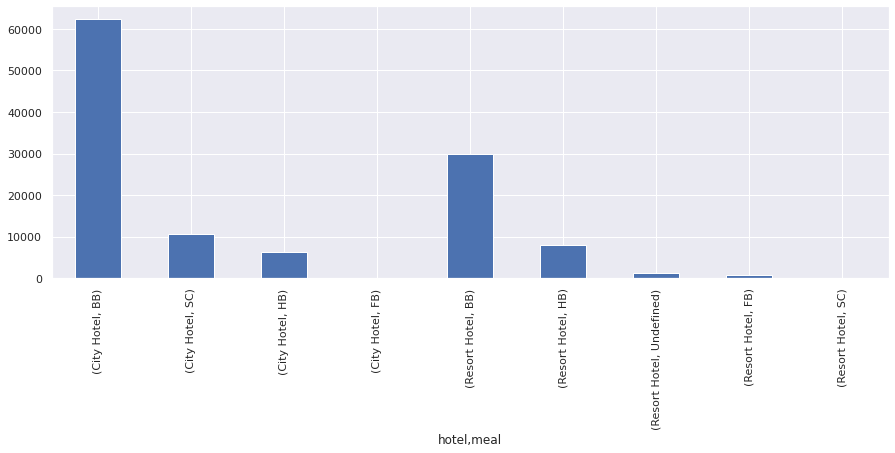 60000
50000
40000
30000
20000
10000
0
(City Hotel, BB)
(City Hotel, SC)
(City Hotel, HB)
(City Hotel, FB)
(Resort Hotel, BB)
(Resort Hotel, HB)
(Resort Hotel, Undefined)
(Resort Hotel, FB)
(Resort Hotel, SC)
hotel,meal